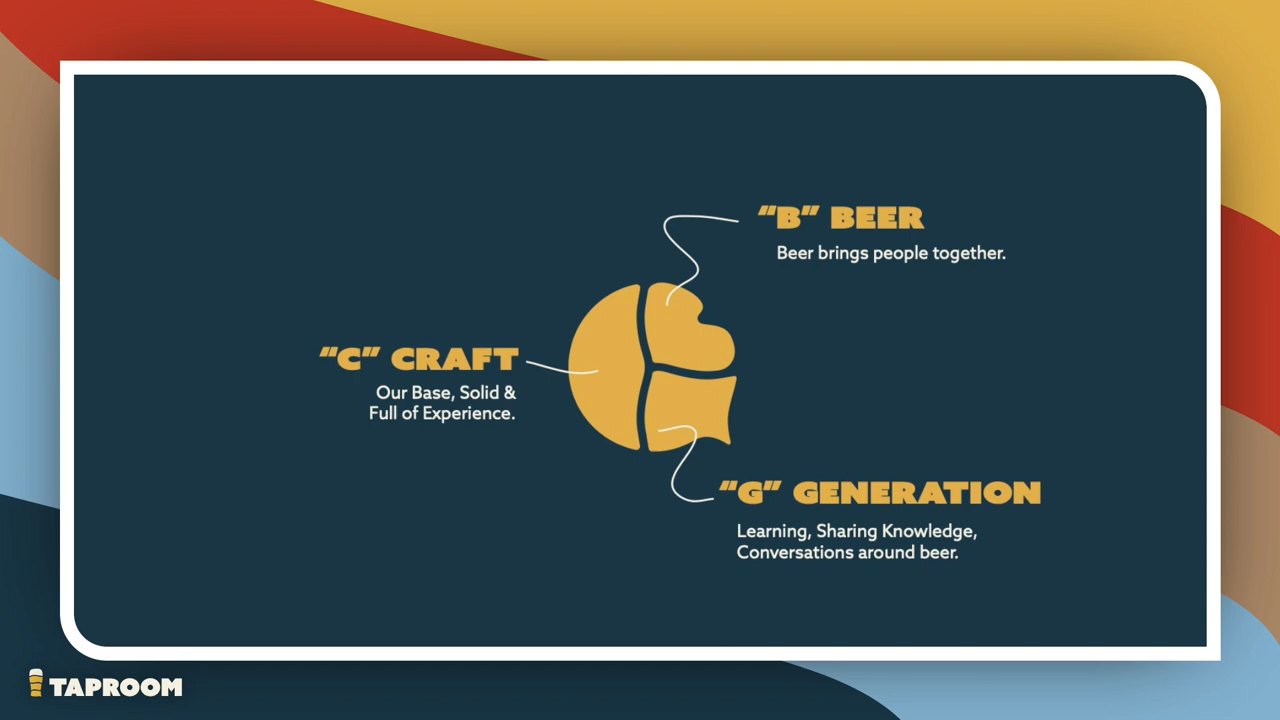 "B" BEER
Beer brings people together.
"C" CRAFT
Our Base, Solid &
Full of Experience.
"G" GENERATION
Learning, Sharing Knowledge,
Conversations around beer.
TAPROOM